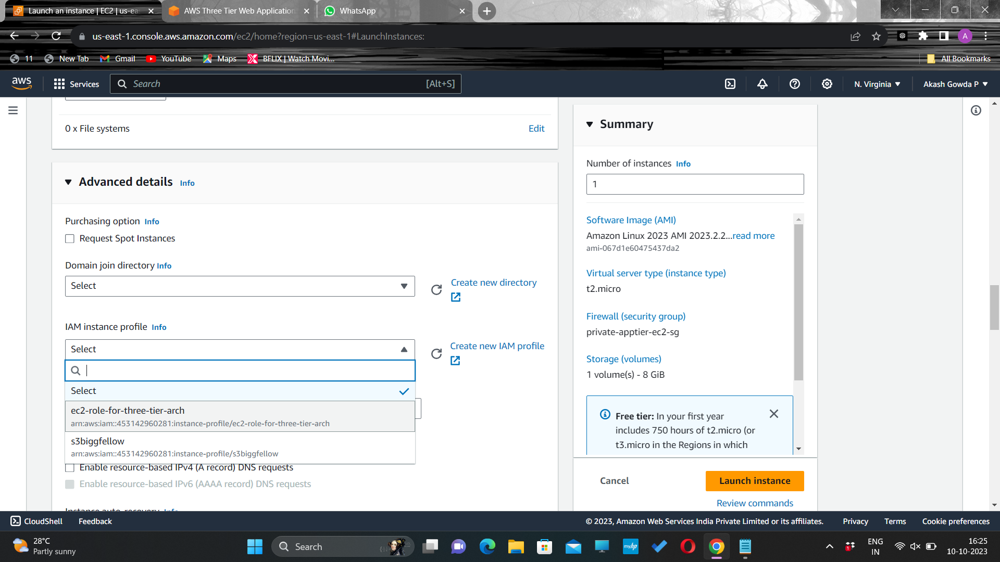 Launch an instance | EC2 | us-ea
AWS Three Tier Web Application
WhatsApp
us-east-1.console.aws.amazon.com/ec2/home?region=us-east-1#LaunchInstances:
A
11
New Tab
Gmail
YouTube
Maps
BFLIX | Watch Movi...
All Bookmarks
aws
Services
Search
[Alt+S]
N. Virginia
Akash Gowda P
0 x File systems
Edit
Advanced details Info
Purchasing option Info
Request Spot Instances
Domain join directory Info
Select
Create new directory
IAM instance profile Info
Select
Create new IAM profile
Select
ec2-role-for-three-tier-arch
arn:aws:iam::453142960281:instance-profile/ec2-role-for-three-tier-arch
s3biggfellow
arn:aws:iam::453142960281:instance-profile/s3biggfellow
Enable resource-based IPv4 (A record) DNS requests
Enable resource-based IPv6 (AAAA record) DNS requests
Instance auto-recovery Info
Summary
Number of instances Info
1
Software Image (AMI)
Amazon Linux 2023 AMI 2023.2.2...read more
ami-067d1e60475437da2
Virtual server type (instance type)
t2.micro
Firewall (security group)
private-apptier-ec2-sg
Storage (volumes)
1 volume(s) - 8 GiB
Free tier: In your first year
includes 750 hours of t2.micro (or
t3.micro in the Regions in which
Cancel
Launch instance
Review commands
CloudShell
Feedback
© 2023, Amazon Web Services India Private Limited or its affiliates.
Privacy
Terms
Cookie preferences
28°C
Partly sunny
Search
myhp
1
ENG
IN
16:25
10-10-2023